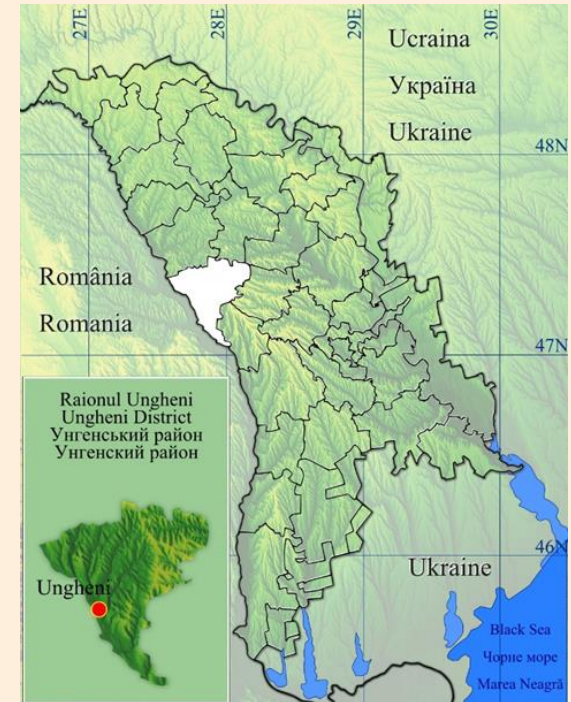 27E
28E
29E
30E
Ucraina
Україна
Ukraine
48N
România
Romania
47N
Raionul Ungheni
Ungheni District
Унгенський район
Унгенский район
Ungheni
46N
Ukraine
Black Sea
Чорне море
Marea Neagră